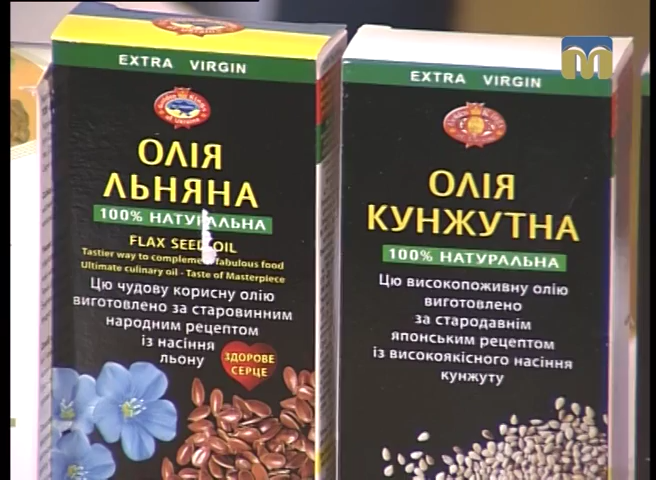 EXTRA VIRGIN
ОЛІЯ
ЛЬНЯНА
100% НАТУРАЛЬНА
FLAX SEED OIL
Tastier way to complement fabulous food
Ultimate culinary oil - Taste of Masterpiece
Цю чудову корисну олію
виготовлено за старовинним
народним рецептом
із насіння
льону
ЗДОРОВЕ
СЕРЦЕ
EXTRA VIRGIN
ОЛІЯ
КУНЖУТНА
100% НАТУРАЛЬНА
Цю високопоживну олію
виготовлено
за стародавнім
японським рецептом
із високоякісного насіння
кунжуту